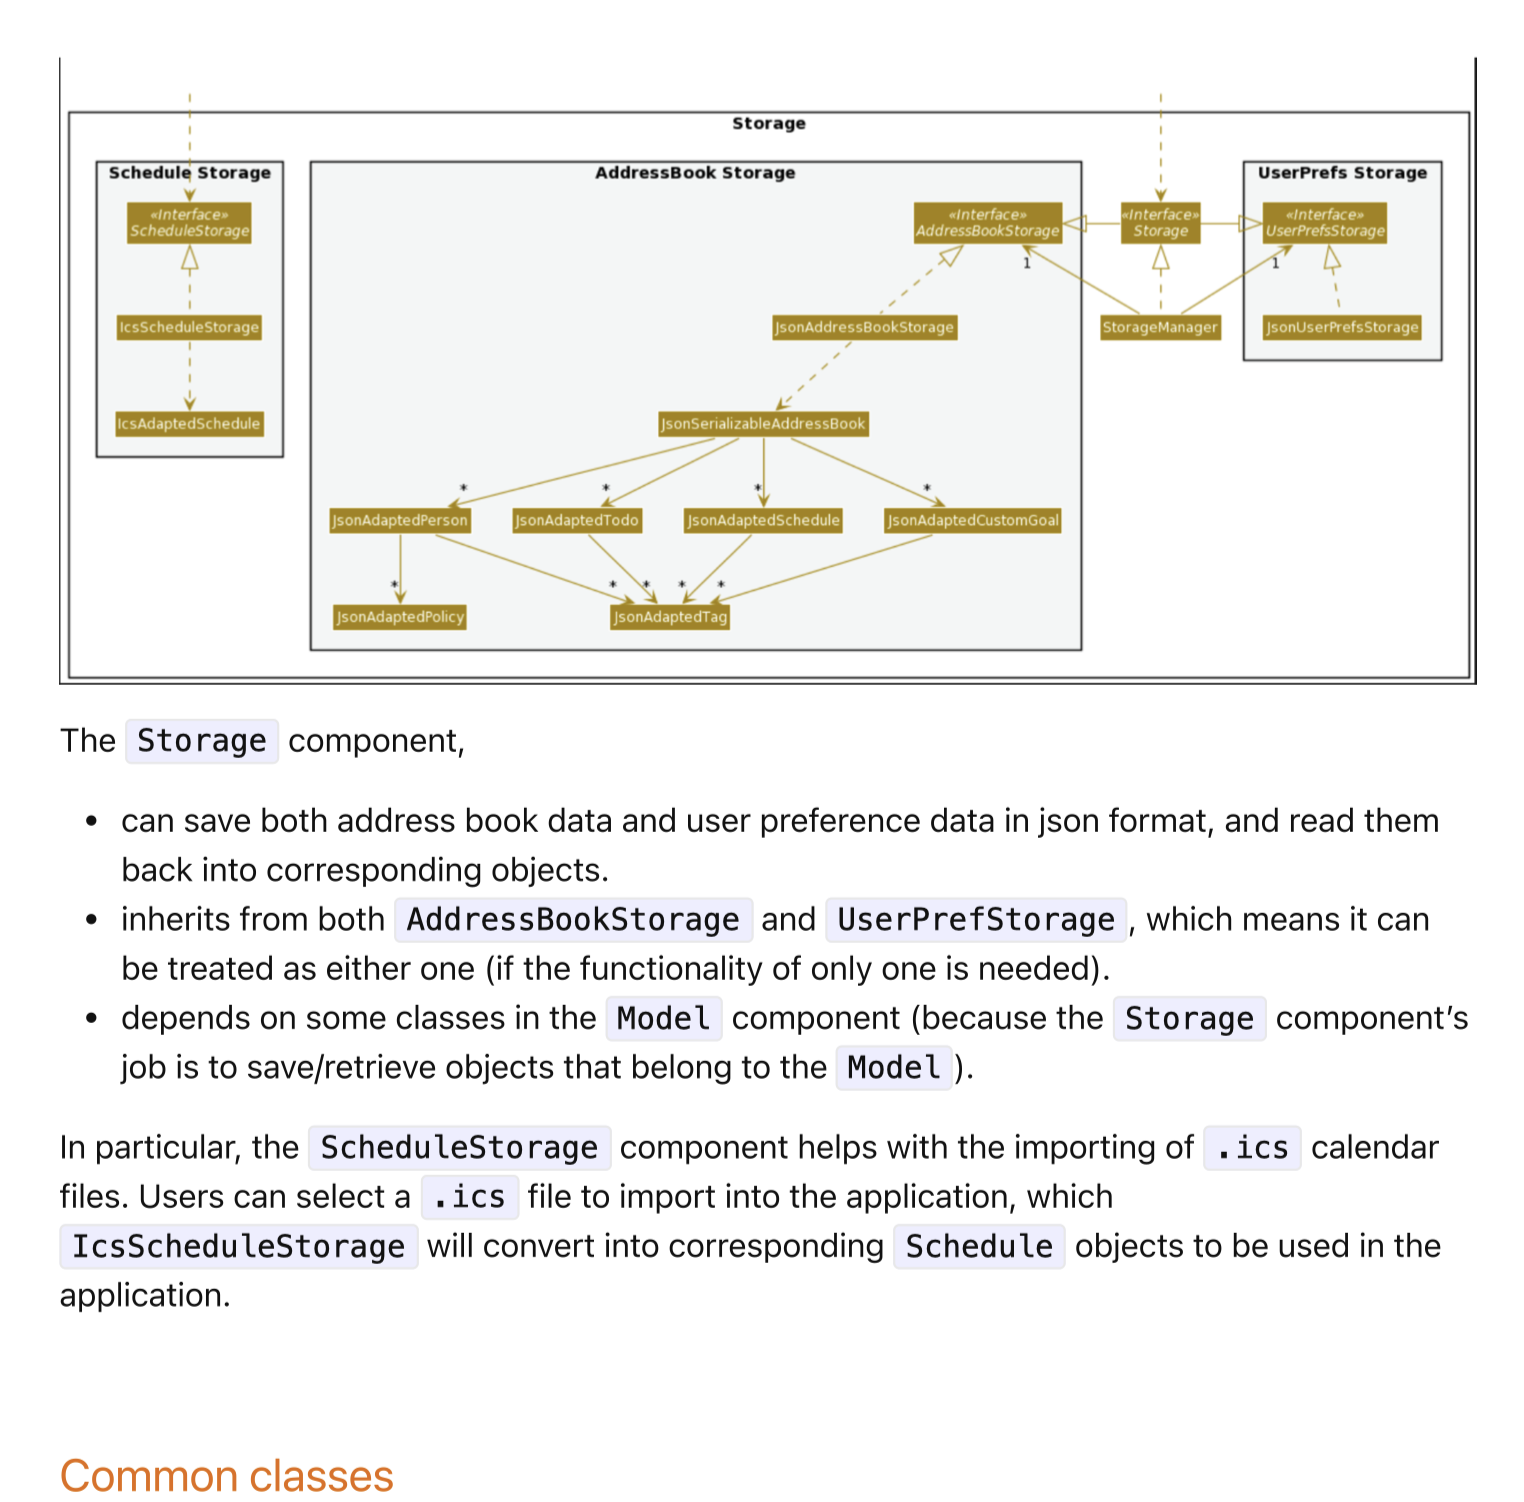 Storage
Schedule Storage
AddressBook Storage
UserPrefs Storage
«Interface»
ScheduleStorage
«Interface»
AddressBookStorage
«Interface»
Storage
«Interface»
UserPrefsStorage
1
1
IcsScheduleStorage
JsonAddressBookStorage
StorageManager
JsonUserPrefsStorage
IcsAdaptedSchedule
JsonSerializableAddressBook
* * * *
JsonAdaptedPerson
JsonAdaptedTodo
JsonAdaptedSchedule
JsonAdaptedCustomGoal
* * * * *
JsonAdaptedPolicy
JsonAdaptedTag
The Storage component,
• can save both address book data and user preference data in json format, and read them
back into corresponding objects.
• inherits from both AddressBookStorage and UserPrefStorage, which means it can
be treated as either one (if the functionality of only one is needed).
• depends on some classes in the Model component (because the Storage component’s
job is to save/retrieve objects that belong to the Model).
In particular, the ScheduleStorage component helps with the importing of .ics calendar
files. Users can select a .ics file to import into the application, which
IcsScheduleStorage will convert into corresponding Schedule objects to be used in the
application.
Common classes